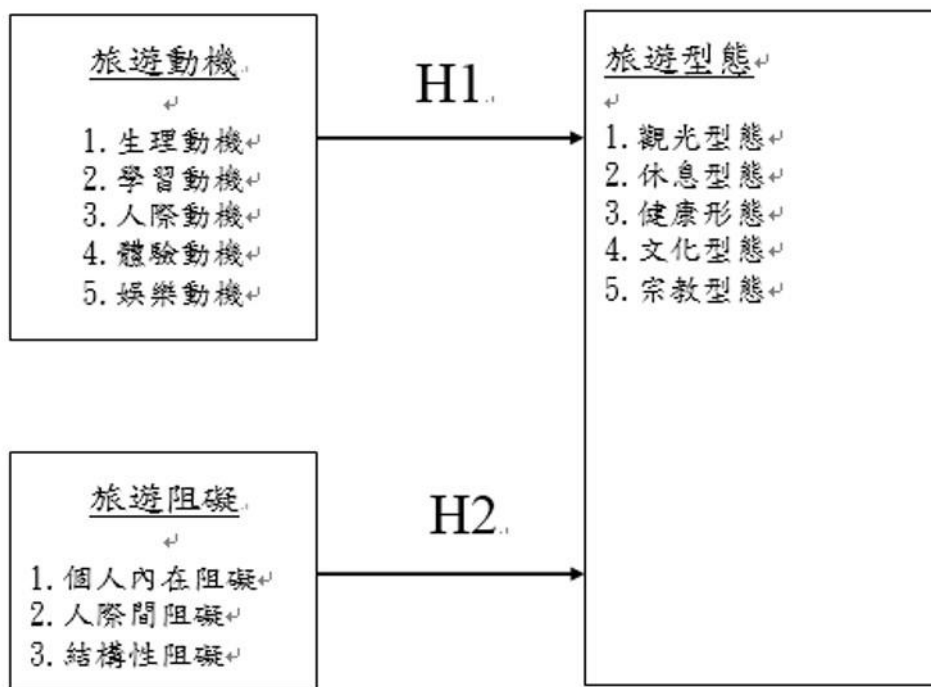 旅遊動機
1. 生理動機
2. 學習動機
3. 人際動機
4. 體驗動機
5. 娛樂動機
H1
旅遊型態
1. 觀光型態
2. 休息型態
3. 健康形態
4. 文化型態
5. 宗教型態
旅遊阻礙
1. 個人內在阻礙
2. 人際間阻礙
3. 結構性阻礙
H2